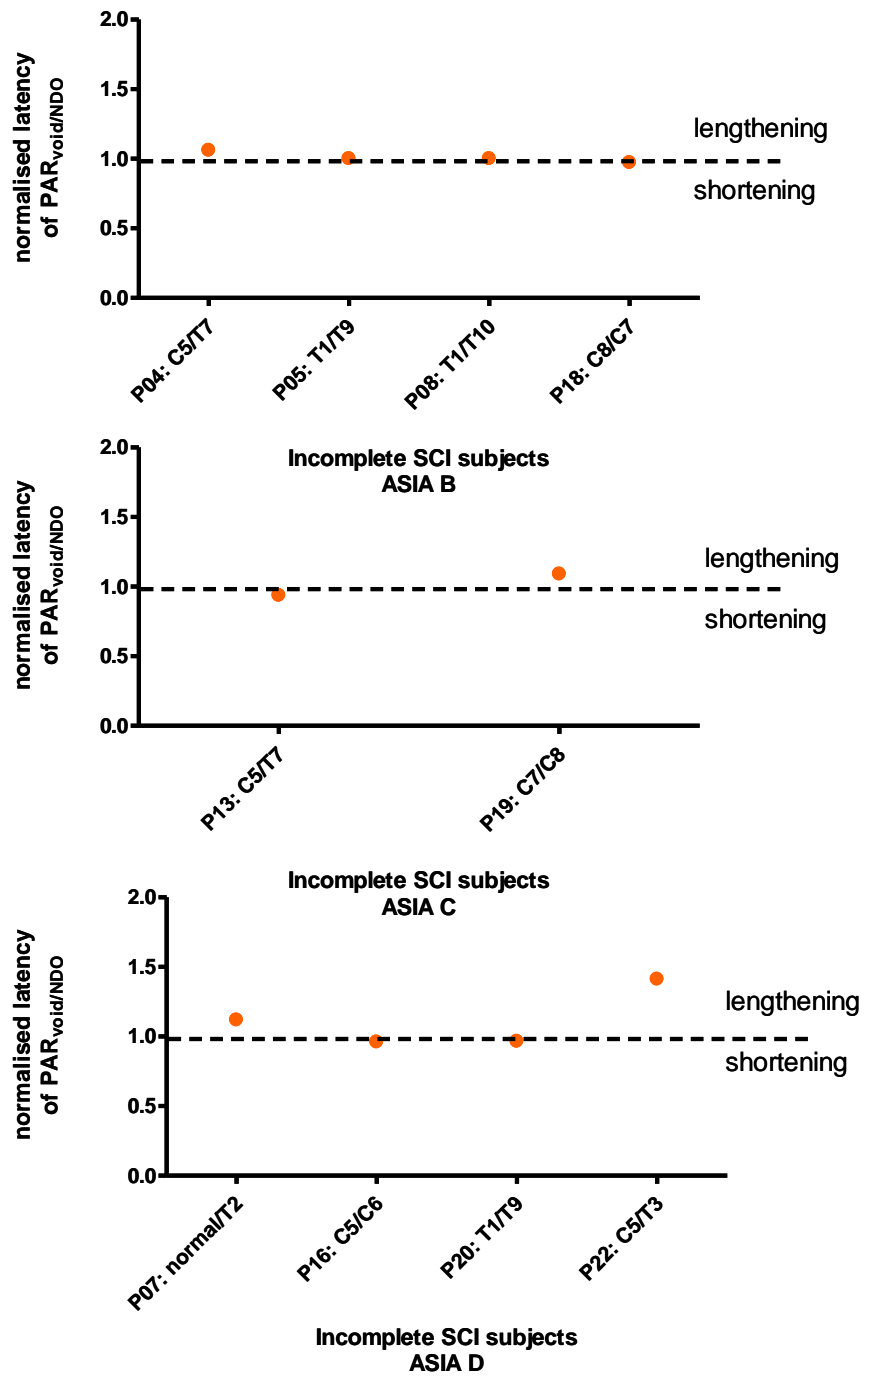 normalised latency
of PARvoid/NDO
2.0
1.5
1.0
0.5
0.0
lengthening
shortening
P04: C5/T7
P05: T1/T9
P08: T1/T10
P18: C8/C7
Incomplete SCI subjects
ASIA B
normalised latency
of PARvoid/NDO
2.0
1.5
1.0
0.5
0.0
lengthening
shortening
P13: C5/T7
P19: C7/C8
Incomplete SCI subjects
ASIA C
normalised latency
of PARvoid/NDO
2.0
1.5
1.0
0.5
0.0
lengthening
shortening
P07: normal/T2
P16: C5/C6
P20: T1/T9
P22: C5/T3
Incomplete SCI subjects
ASIA D